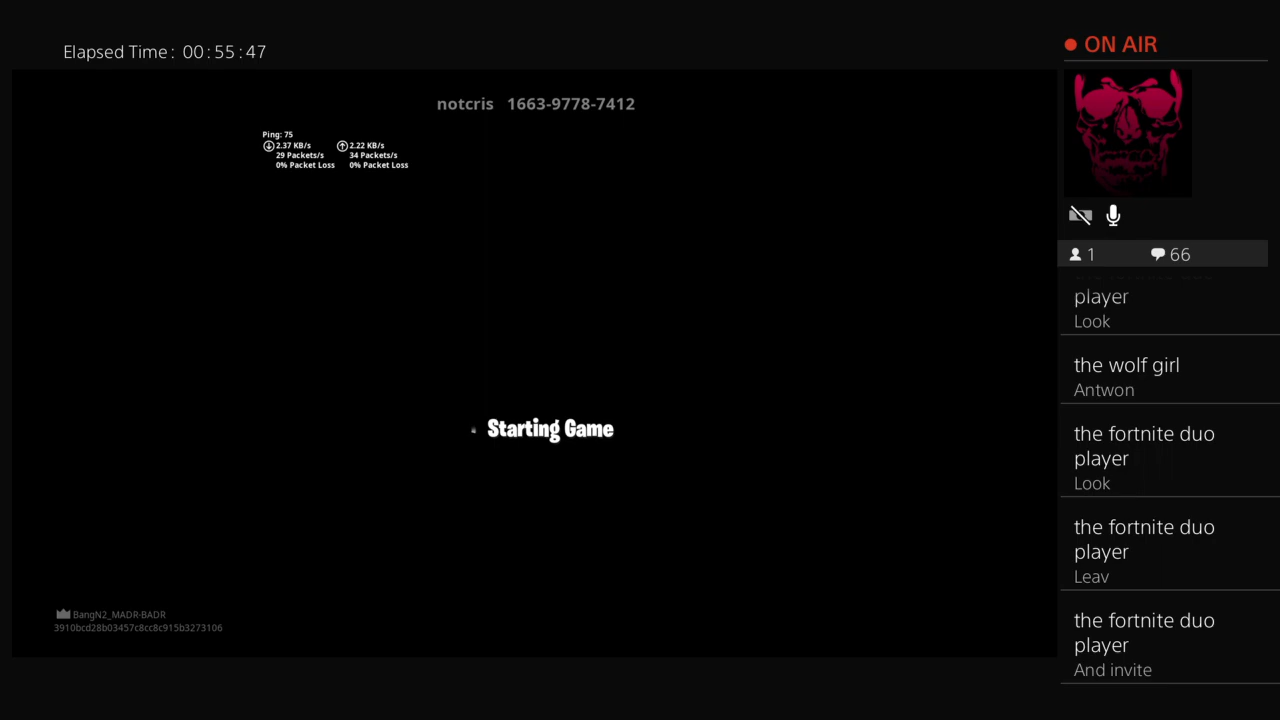 Elapsed Time: 00:55:47
ON AIR
notcris 1663-9778-7412
Ping: 75
2.37 KB/s 2.22 KB/s
29 Packets/s 34 Packets/s
0% Packet Loss 0% Packet Loss
1 66
player
Look
the wolf girl
Antwon
the fortnite duo
player
Look
Starting Game
the fortnite duo
player
Leav
the fortnite duo
player
And invite
BangN2_MADR-BADR
3910bcd28b03457c8cc8c915b3273106